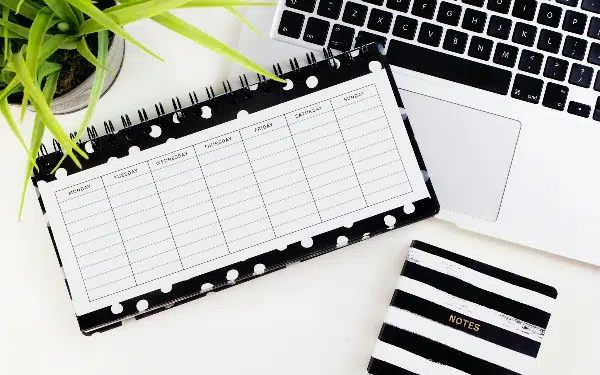 MONDAY TUESDAY WEDNESDAY THURSDAY FRIDAY SATURDAY SUNDAY
NOTES
F G H J K L
Z X C V B N M